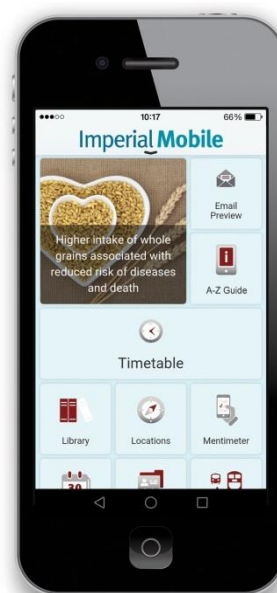 10:17
66%
Imperial Mobile
Higher intake of whole
grains associated with
reduced risk of diseases
and death
Email
Preview
A-Z Guide
Timetable
Library
Locations
Mentimeter
30